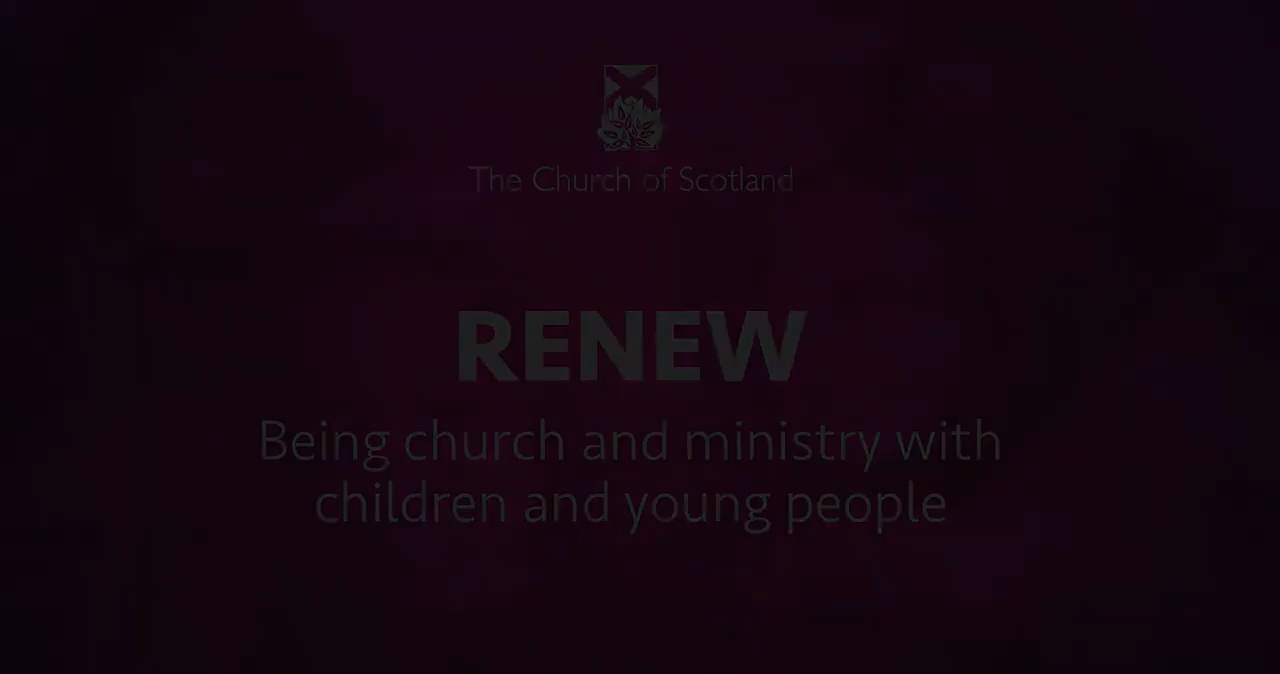 The Church of Scotland
RENEW
Being church and ministry with
children and young people